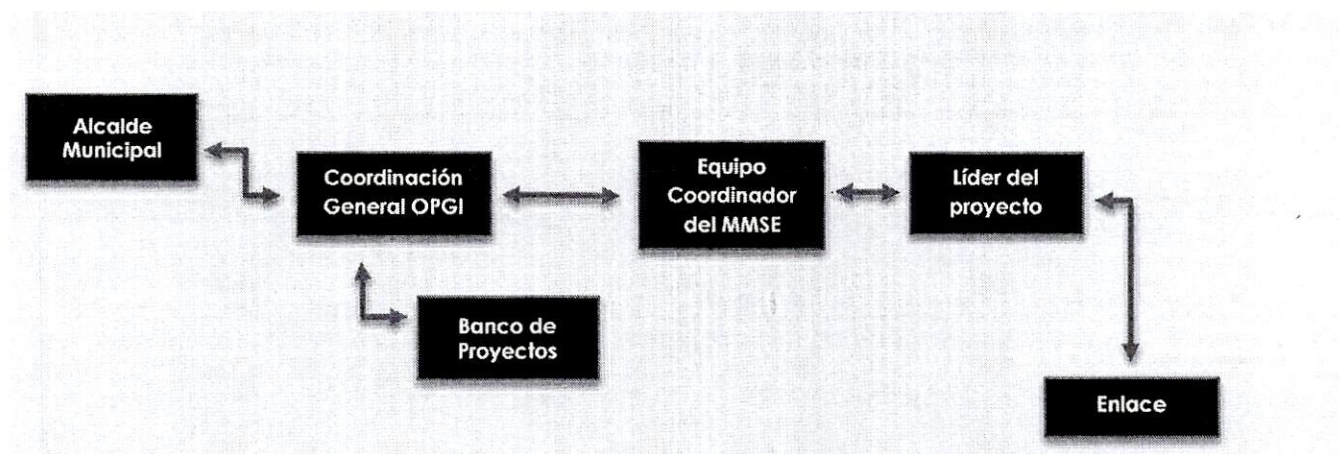 Alcalde
Municipal
Coordinación
General OPGI
Equipo
Coordinador
del MMSE
Líder del
proyecto
Banco de
Proyectos
Enlace